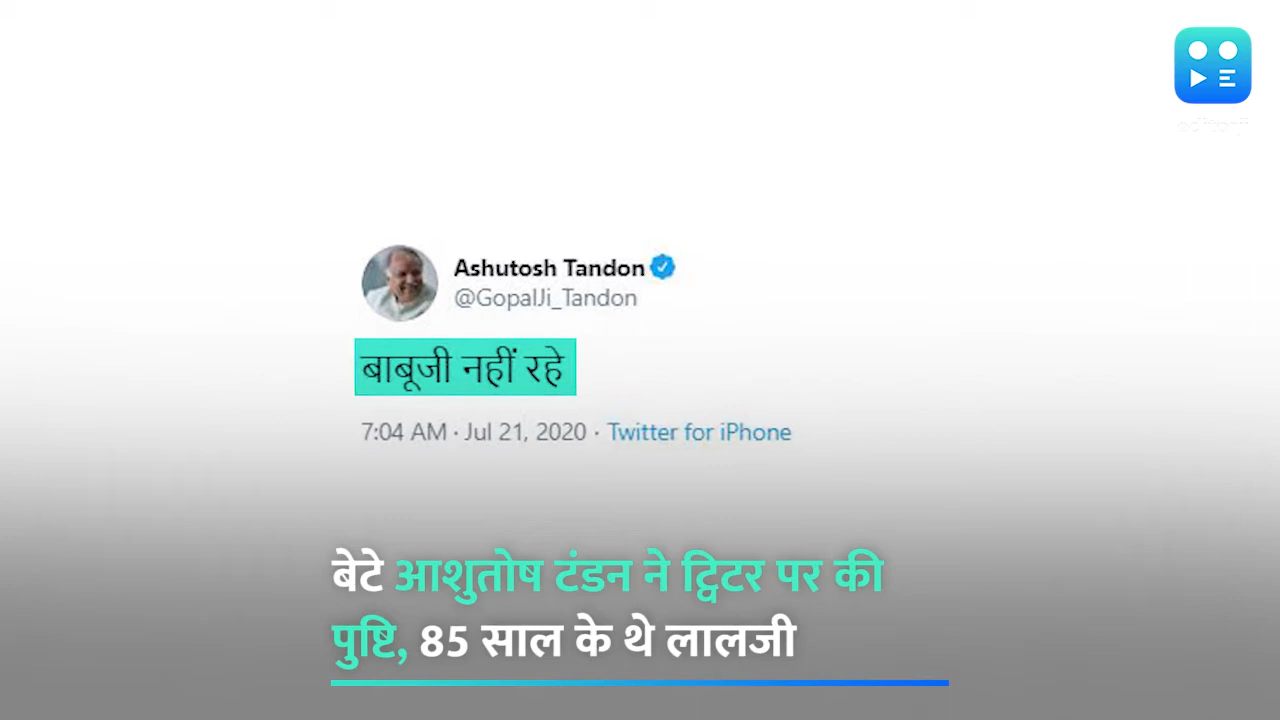 Ashutosh Tandon
@GopalJi_Tandon
बाबूजी नहीं रहे
7:04 AM · Jul 21, 2020 · Twitter for iPhone
बेटे आशुतोष टंडन ने ट्विटर पर की
पुष्टि, 85 साल के थे लालजी